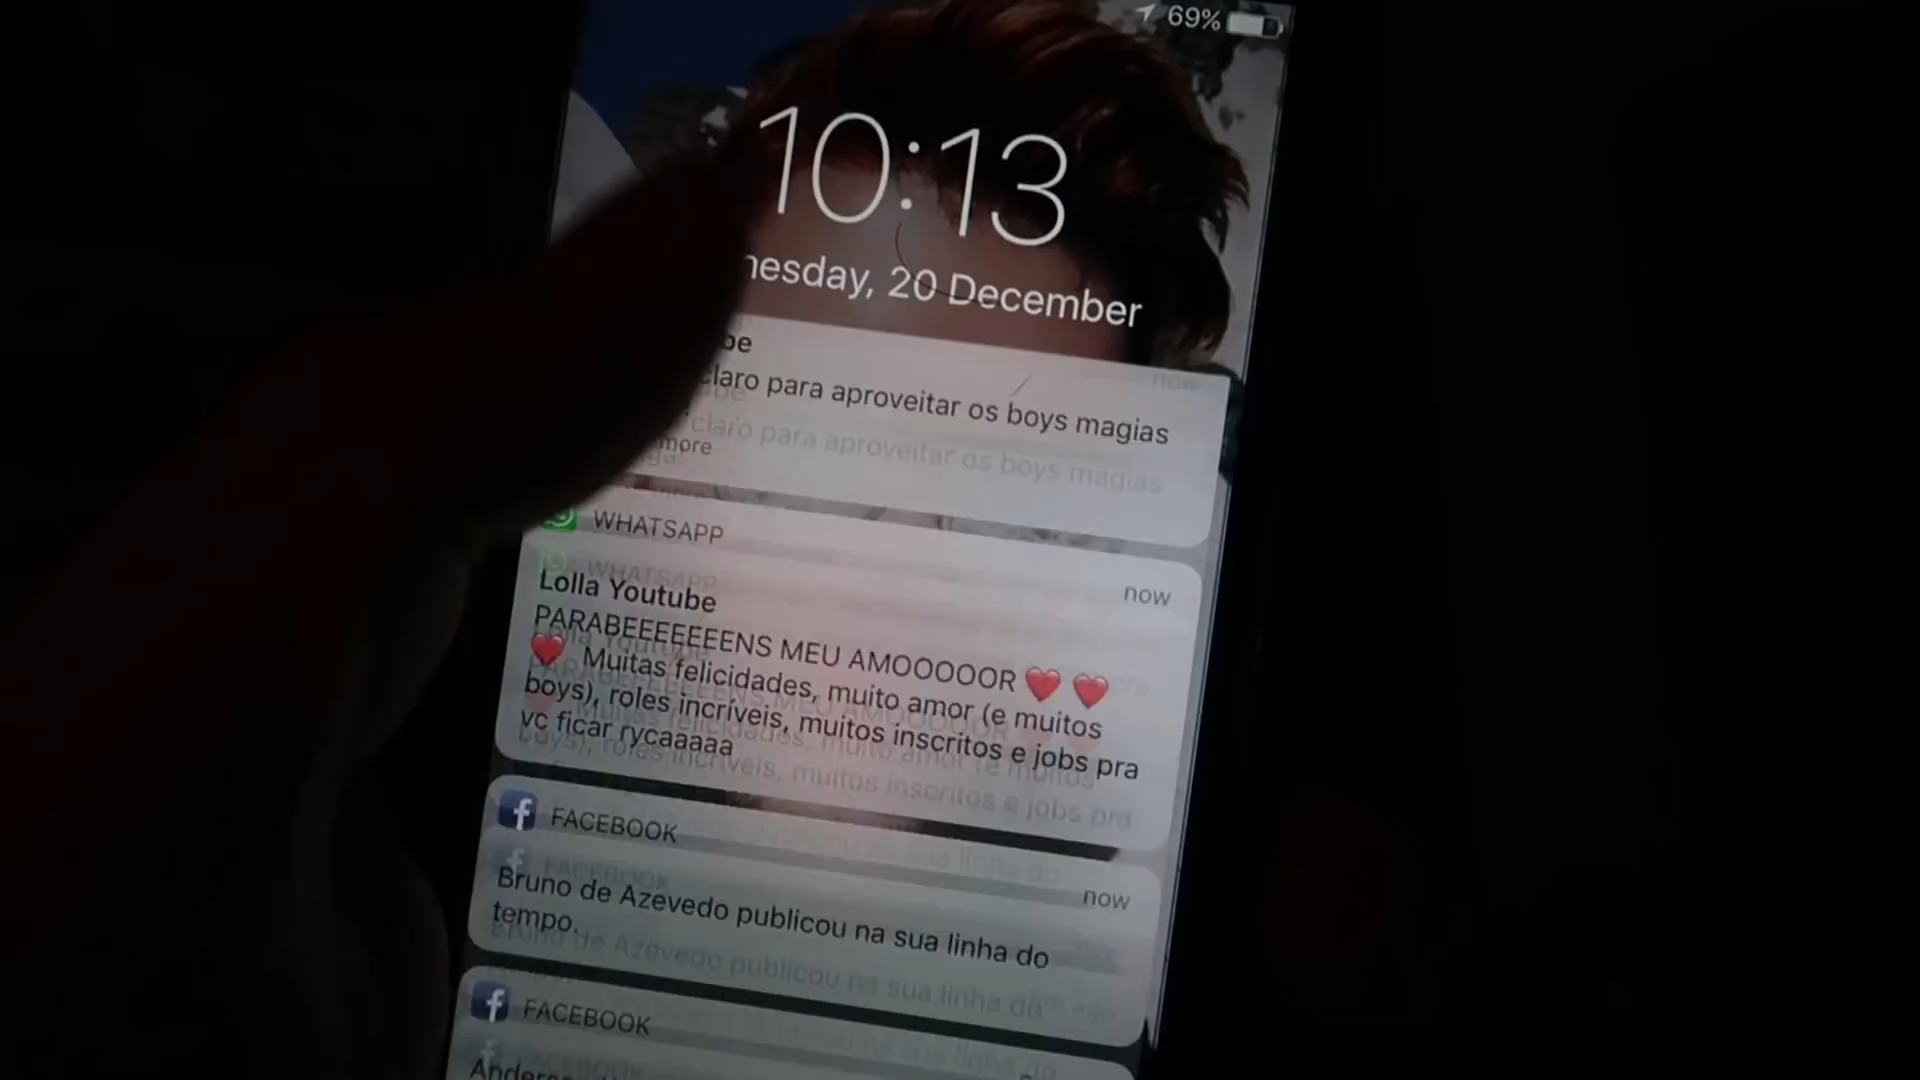 69%
10:13
nesday, 20 December
be
now
claro para aproveitar os boys magias
more
WHATSAPP
now
Lolla Youtube
PARABEEEEEEENS MEU AMOOOOOR ❤️ ❤️
❤️ Muitas felicidades, muito amor (e muitos
boys), roles incríveis, muitos inscritos e jobs pra
vc ficar rycaaaaa
FACEBOOK
now
Bruno de Azevedo publicou na sua linha do
tempo.
FACEBOOK